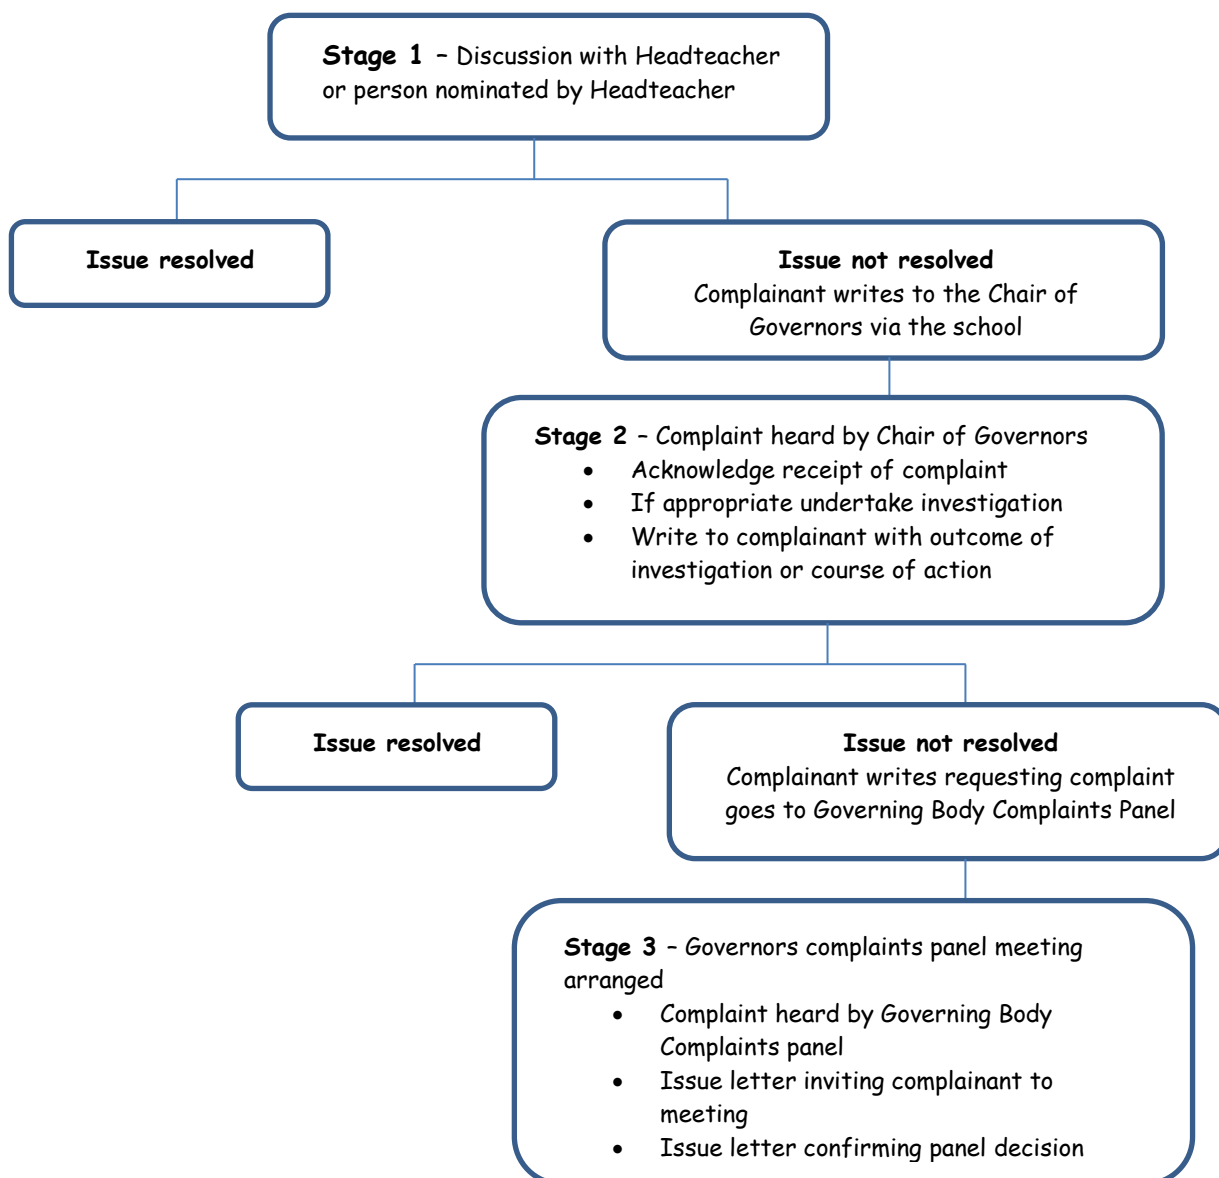 Stage 1 – Discussion with Headteacher
or person nominated by Headteacher
Issue resolved
Issue not resolved
Complainant writes to the Chair of
Governors via the school
Stage 2 – Complaint heard by Chair of Governors
• Acknowledge receipt of complaint
• If appropriate undertake investigation
• Write to complainant with outcome of
investigation or course of action
Issue resolved
Issue not resolved
Complainant writes requesting complaint
goes to Governing Body Complaints Panel
Stage 3 – Governors complaints panel meeting
arranged
• Complaint heard by Governing Body
Complaints panel
• Issue letter inviting complainant to
meeting
• Issue letter confirming panel decision